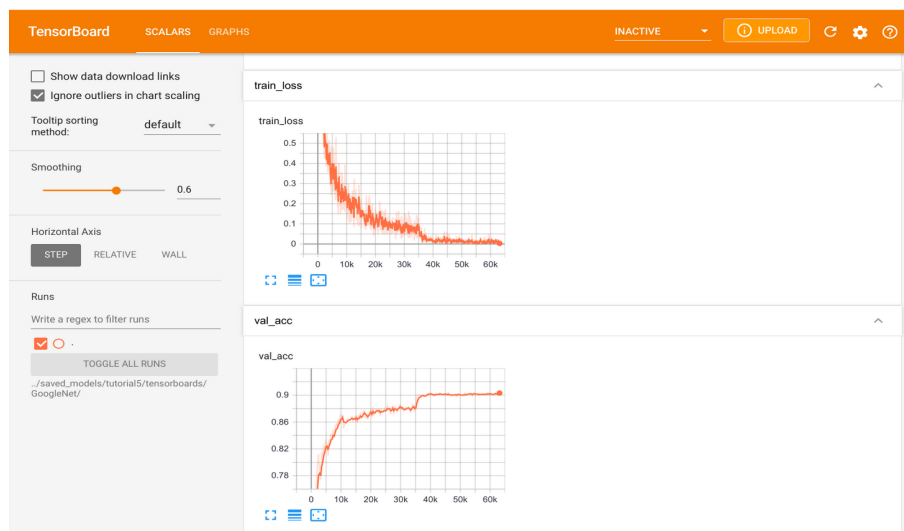 TensorBoard SCALARS GRAPHS INACTIVE UPLOAD
Show data download links
Ignore outliers in chart scaling
Tooltip sorting
method: default
Smoothing
0.6
Horizontal Axis
STEP RELATIVE WALL
Runs
Write a regex to filter runs
.
TOGGLE ALL RUNS
../saved_models/tutorial5/tensorboards/
GoogleNet/
train_loss
train_loss
0.5
0.4
0.3
0.2
0.1
0
0 10k 20k 30k 40k 50k 60k
val_acc
val_acc
0.9
0.86
0.82
0.78
0 10k 20k 30k 40k 50k 60k